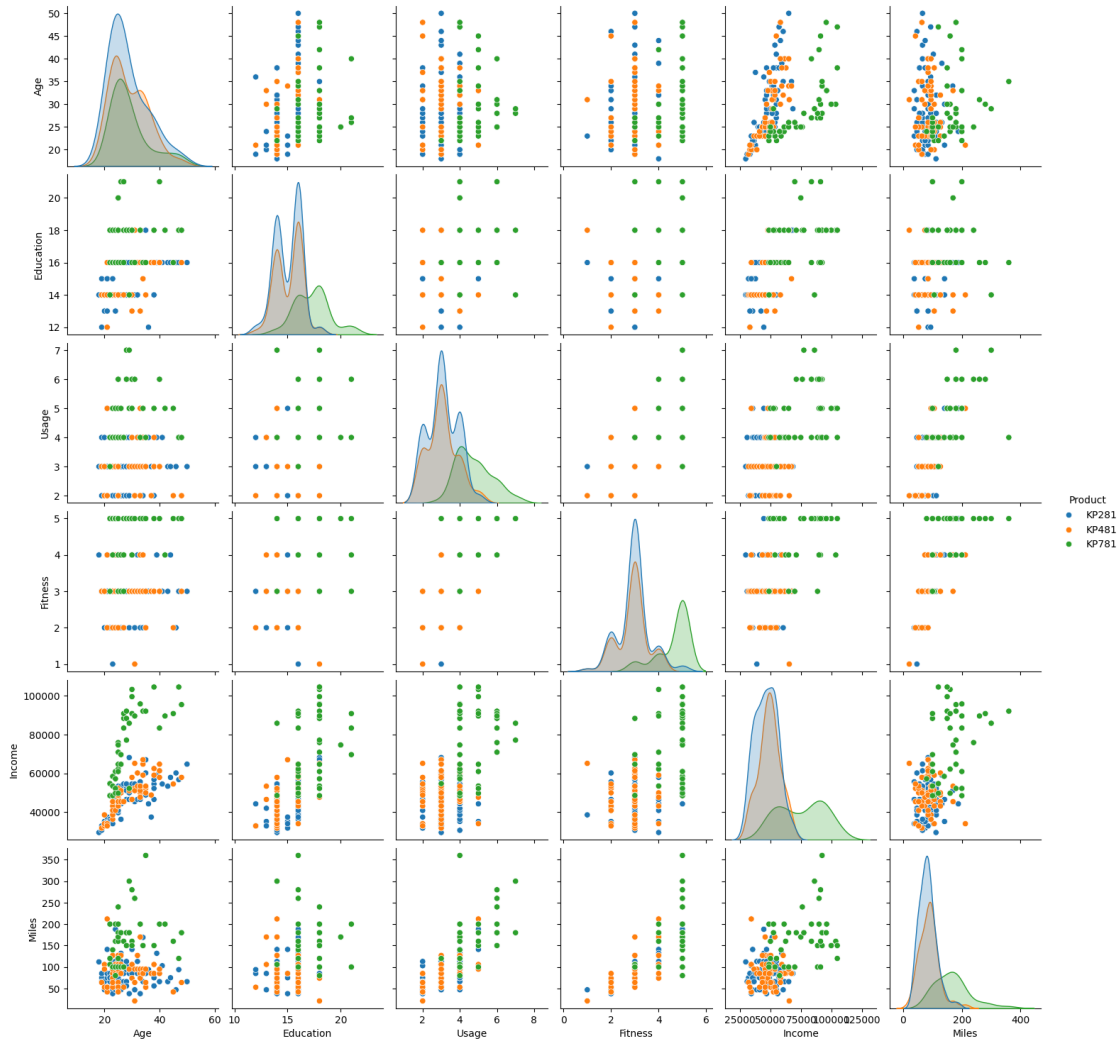 50
45
40
35
30
25
20
Age
20
18
16
14
12
Education
7
6
5
4
3
2
Usage
5
4
3
2
1
Fitness
Product
KP281
KP481
KP781
100000
80000
60000
40000
Income
350
300
250
200
150
100
50
Miles
20 40 60
10 15 20
2 4 6 8
0 2 4 6
25000 50000 75000 100000 125000
0 200 400
Age Education Usage Fitness Income Miles